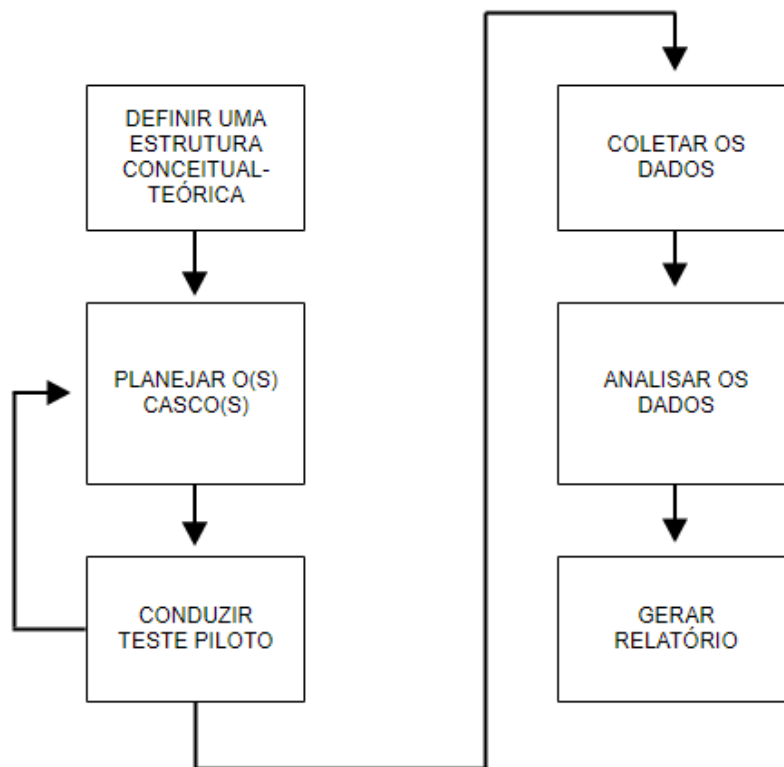 DEFINIR UMA
ESTRUTURA
CONCEITUAL-
TEÓRICA
PLANEJAR O(S)
CASCO(S)
CONDUZIR
TESTE PILOTO
COLETAR OS
DADOS
ANALISAR OS
DADOS
GERAR
RELATÓRIO